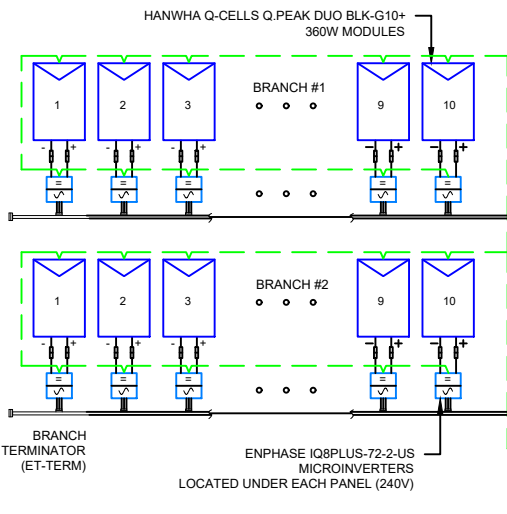 HANWHA Q-CELLS Q.PEAK DUO BLK-G10+
360W MODULES
BRANCH #1
1 2 3 9 10
- + - + - + - + - +
= = = = =
BRANCH #2
1 2 3 9 10
- + - + - + - + - +
= = = = =
BRANCH
TERMINATOR
(ET-TERM)
ENPHASE IQ8PLUS-72-2-US
MICROINVERTERS
LOCATED UNDER EACH PANEL (240V)